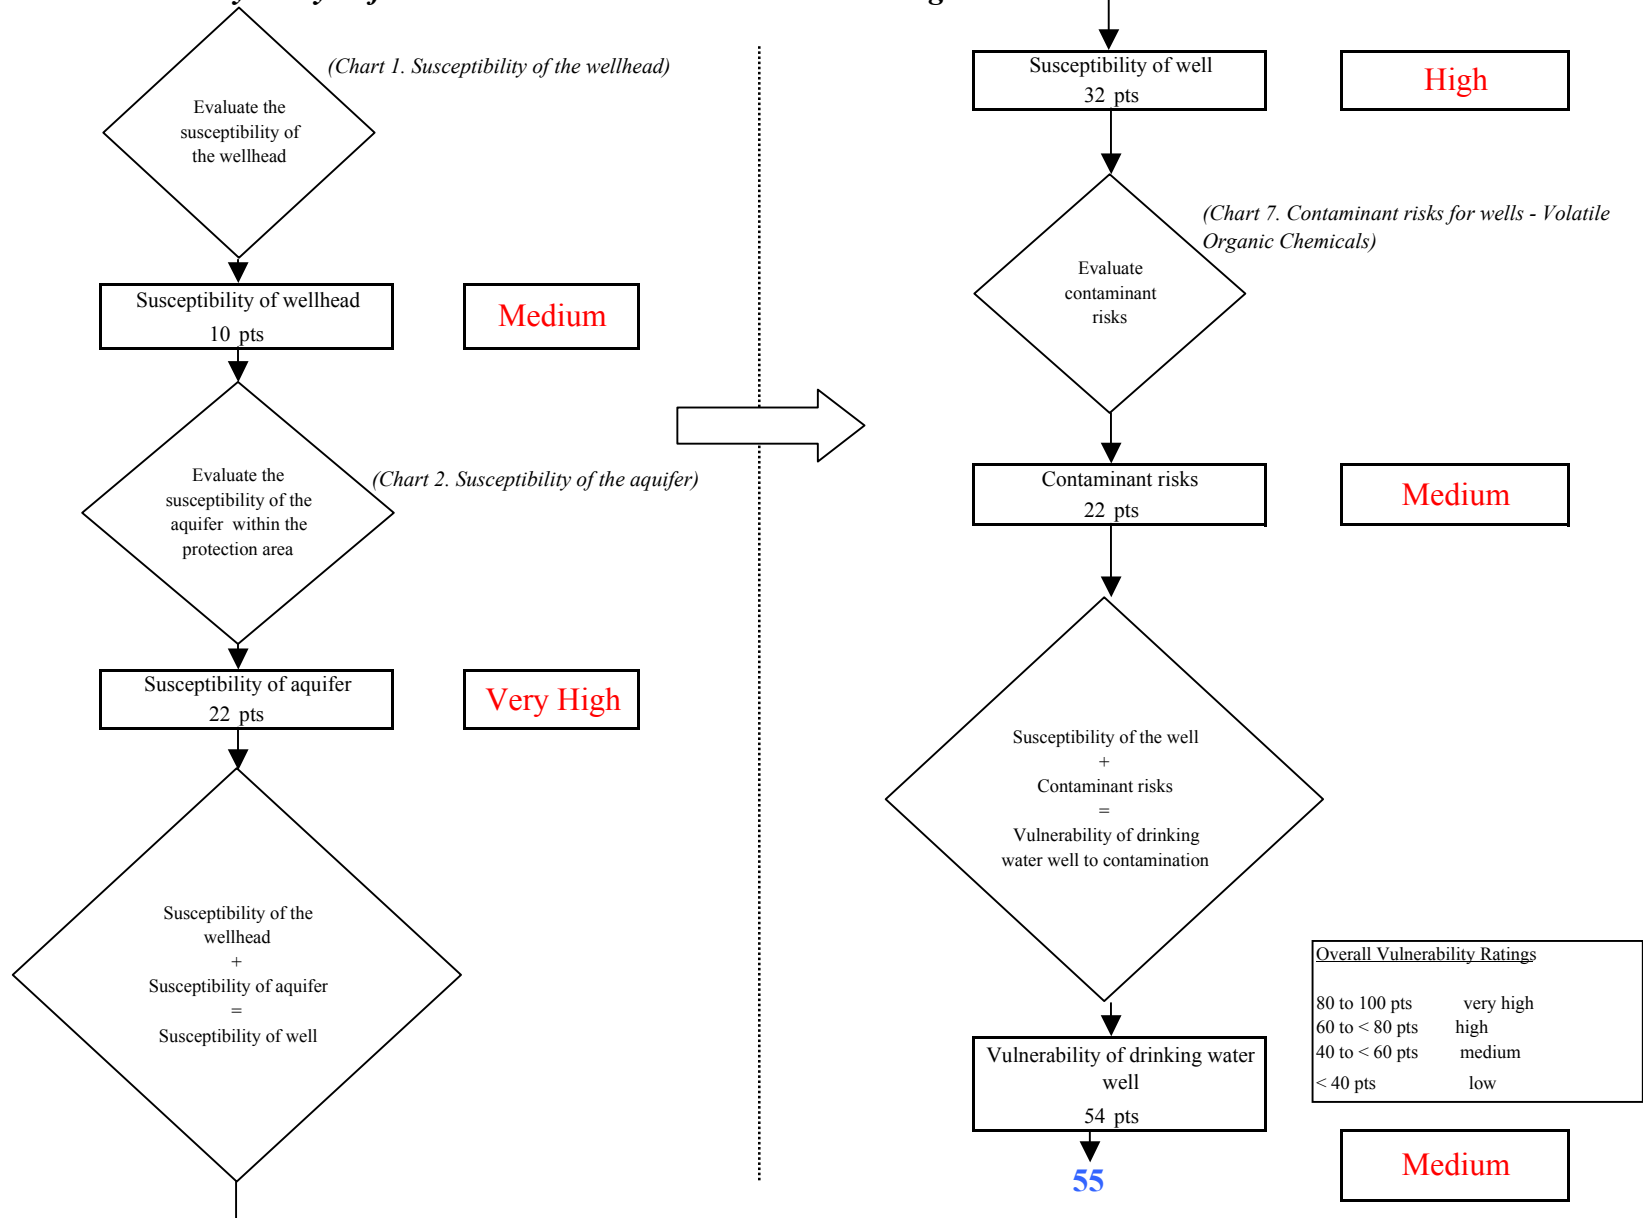 (Chart 1. Susceptibility of the wellhead)
Evaluate the
susceptibility of
the wellhead
Susceptibility of wellhead
10 pts
Medium
Evaluate the
susceptibility of the
aquifer within the
protection area
(Chart 2. Susceptibility of the aquifer)
Susceptibility of aquifer
22 pts
Very High
Susceptibility of the
wellhead
+
Susceptibility of aquifer
=
Susceptibility of well
Susceptibility of well
32 pts
High
(Chart 7. Contaminant risks for wells - Volatile
Organic Chemicals)
Evaluate
contaminant
risks
Contaminant risks
22 pts
Medium
Susceptibility of the well
+
Contaminant risks
=
Vulnerability of drinking
water well to contamination
Overall Vulnerability Ratings
80 to 100 pts very high
60 to < 80 pts high
40 to < 60 pts medium
< 40 pts low
Vulnerability of drinking water
well
54 pts
55
Medium